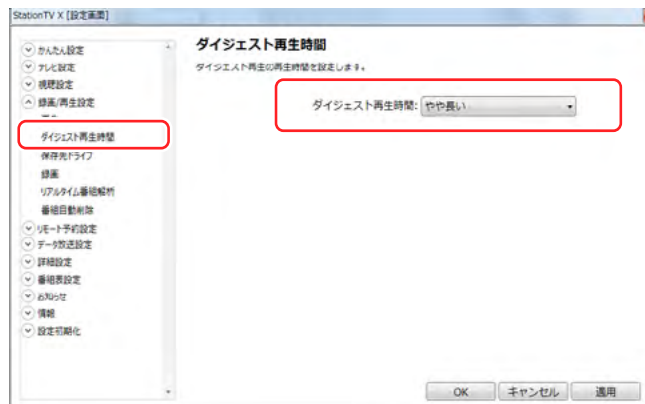 StationTV X [設定画面]
かんたん設定
テレビ設定
視聴設定
録画/再生設定
ダイジェスト再生時間
保存先ドライブ
録画
リアルタイム番組解析
番組自動削除
リモート予約設定
データ放送設定
詳細設定
番組表設定
お知らせ
情報
設定初期化
ダイジェスト再生時間
ダイジェスト再生の再生時間を設定します。
ダイジェスト再生時間: やや長い
OK キャンセル 適用